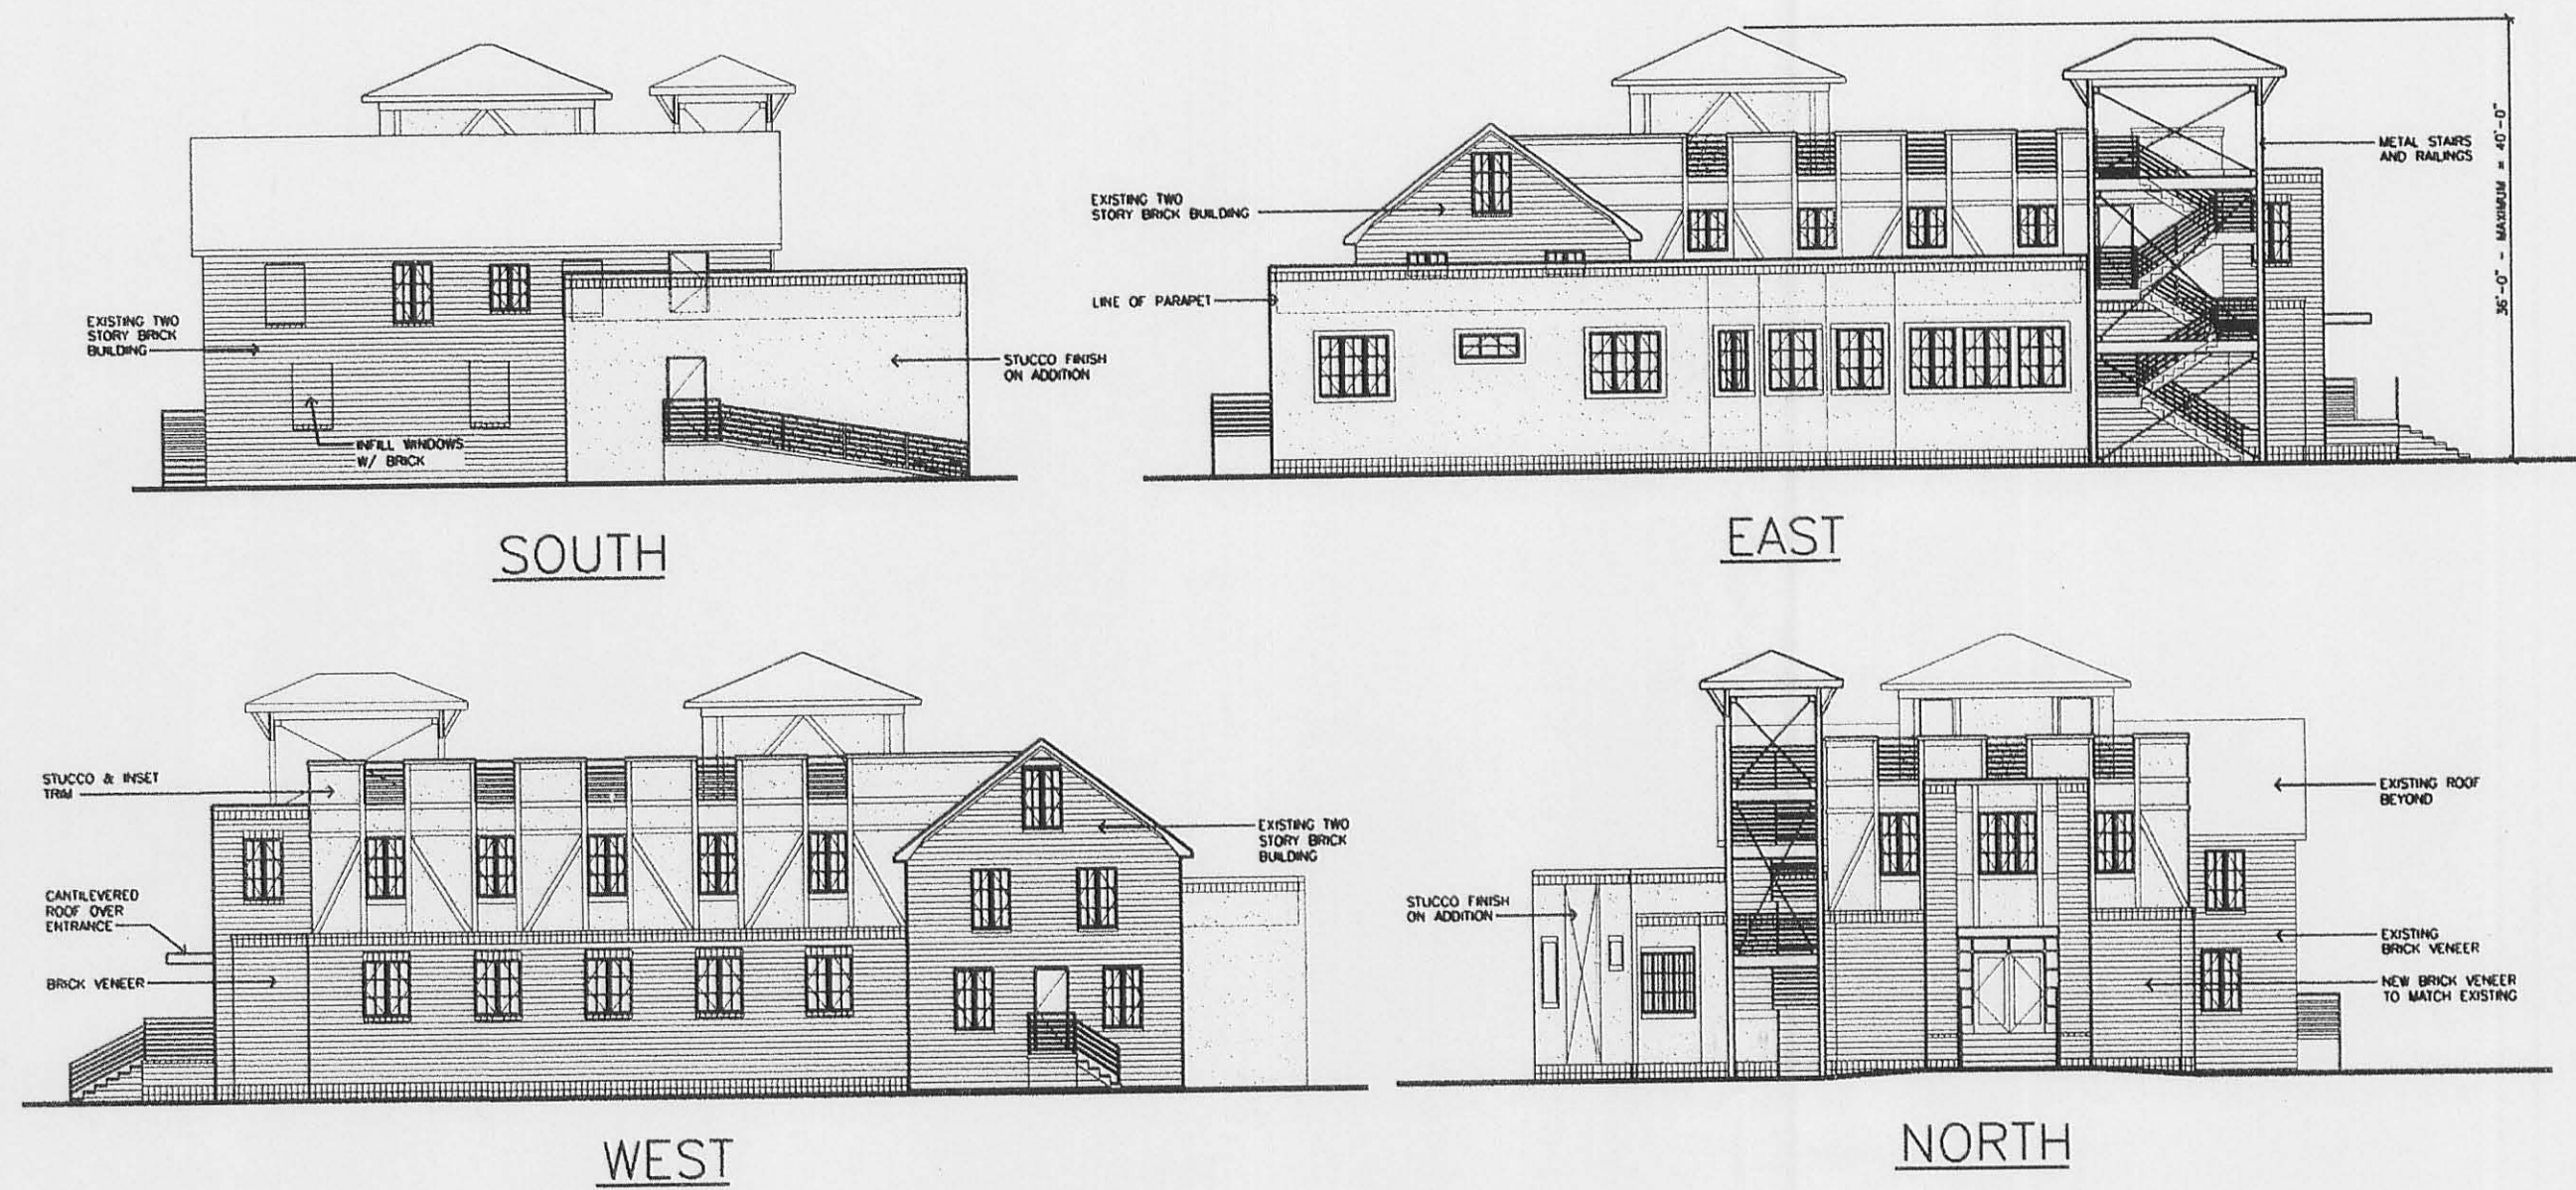 EXISTING TWO
STORY BRICK
BUILDING
INFILL WINDOWS
W/ BRICK
STUCCO FINISH
ON ADDITION
SOUTH
EXISTING TWO
STORY BRICK BUILDING
LINE OF PARAPET
METAL STAIRS
AND RAILINGS
36'-0" - MAXIMUM = 40'-0"
EAST
STUCCO & INSET
TRIM
CANTILEVERED
ROOF OVER
ENTRANCE
BRICK VENEER
EXISTING TWO
STORY BRICK
BUILDING
WEST
STUCCO FINISH
ON ADDITION
EXISTING ROOF
BEYOND
EXISTING
BRICK VENEER
NEW BRICK VENEER
TO MATCH EXISTING
NORTH